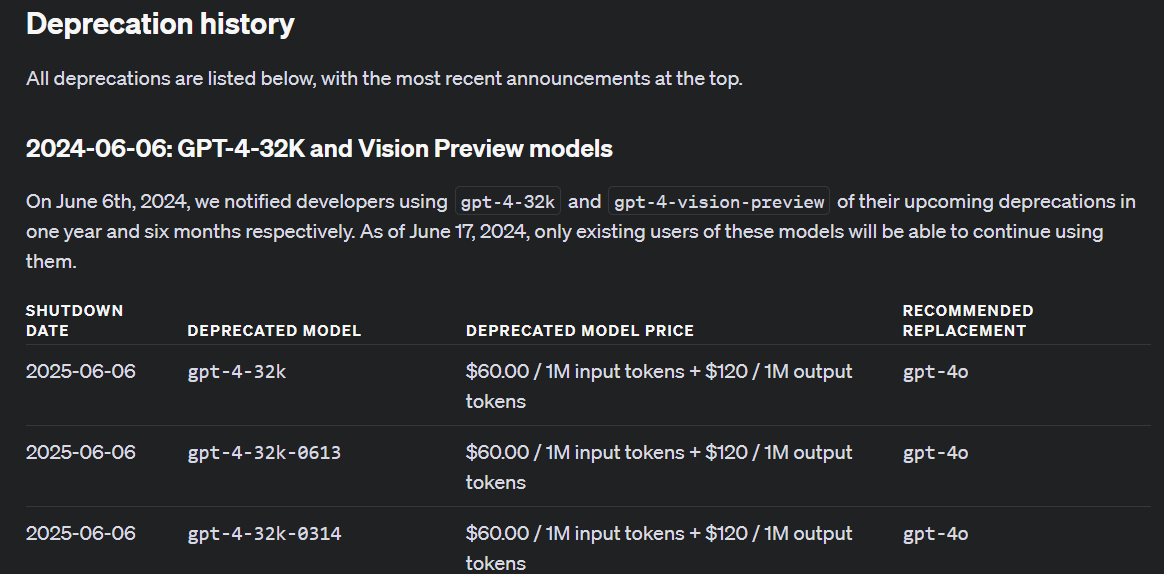 Deprecation history
All deprecations are listed below, with the most recent announcements at the top.
2024-06-06: GPT-4-32K and Vision Preview models
On June 6th, 2024, we notified developers using gpt-4-32k and gpt-4-vision-preview of their upcoming deprecations in
one year and six months respectively. As of June 17, 2024, only existing users of these models will be able to continue using
them.
SHUTDOWN
DATE
DEPRECATED MODEL
DEPRECATED MODEL PRICE
RECOMMENDED
REPLACEMENT
2025-06-06 gpt-4-32k $60.00 / 1M input tokens + $120 / 1M output gpt-4o
tokens
2025-06-06 gpt-4-32k-0613 $60.00 / 1M input tokens + $120 / 1M output gpt-4o
tokens
2025-06-06 gpt-4-32k-0314 $60.00 / 1M input tokens + $120 / 1M output gpt-4o
tokens